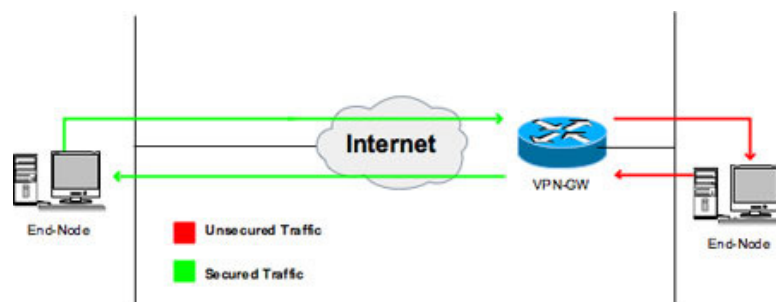 Internet
VPN-GW
End-Node
End-Node
Unsecured Traffic
Secured Traffic